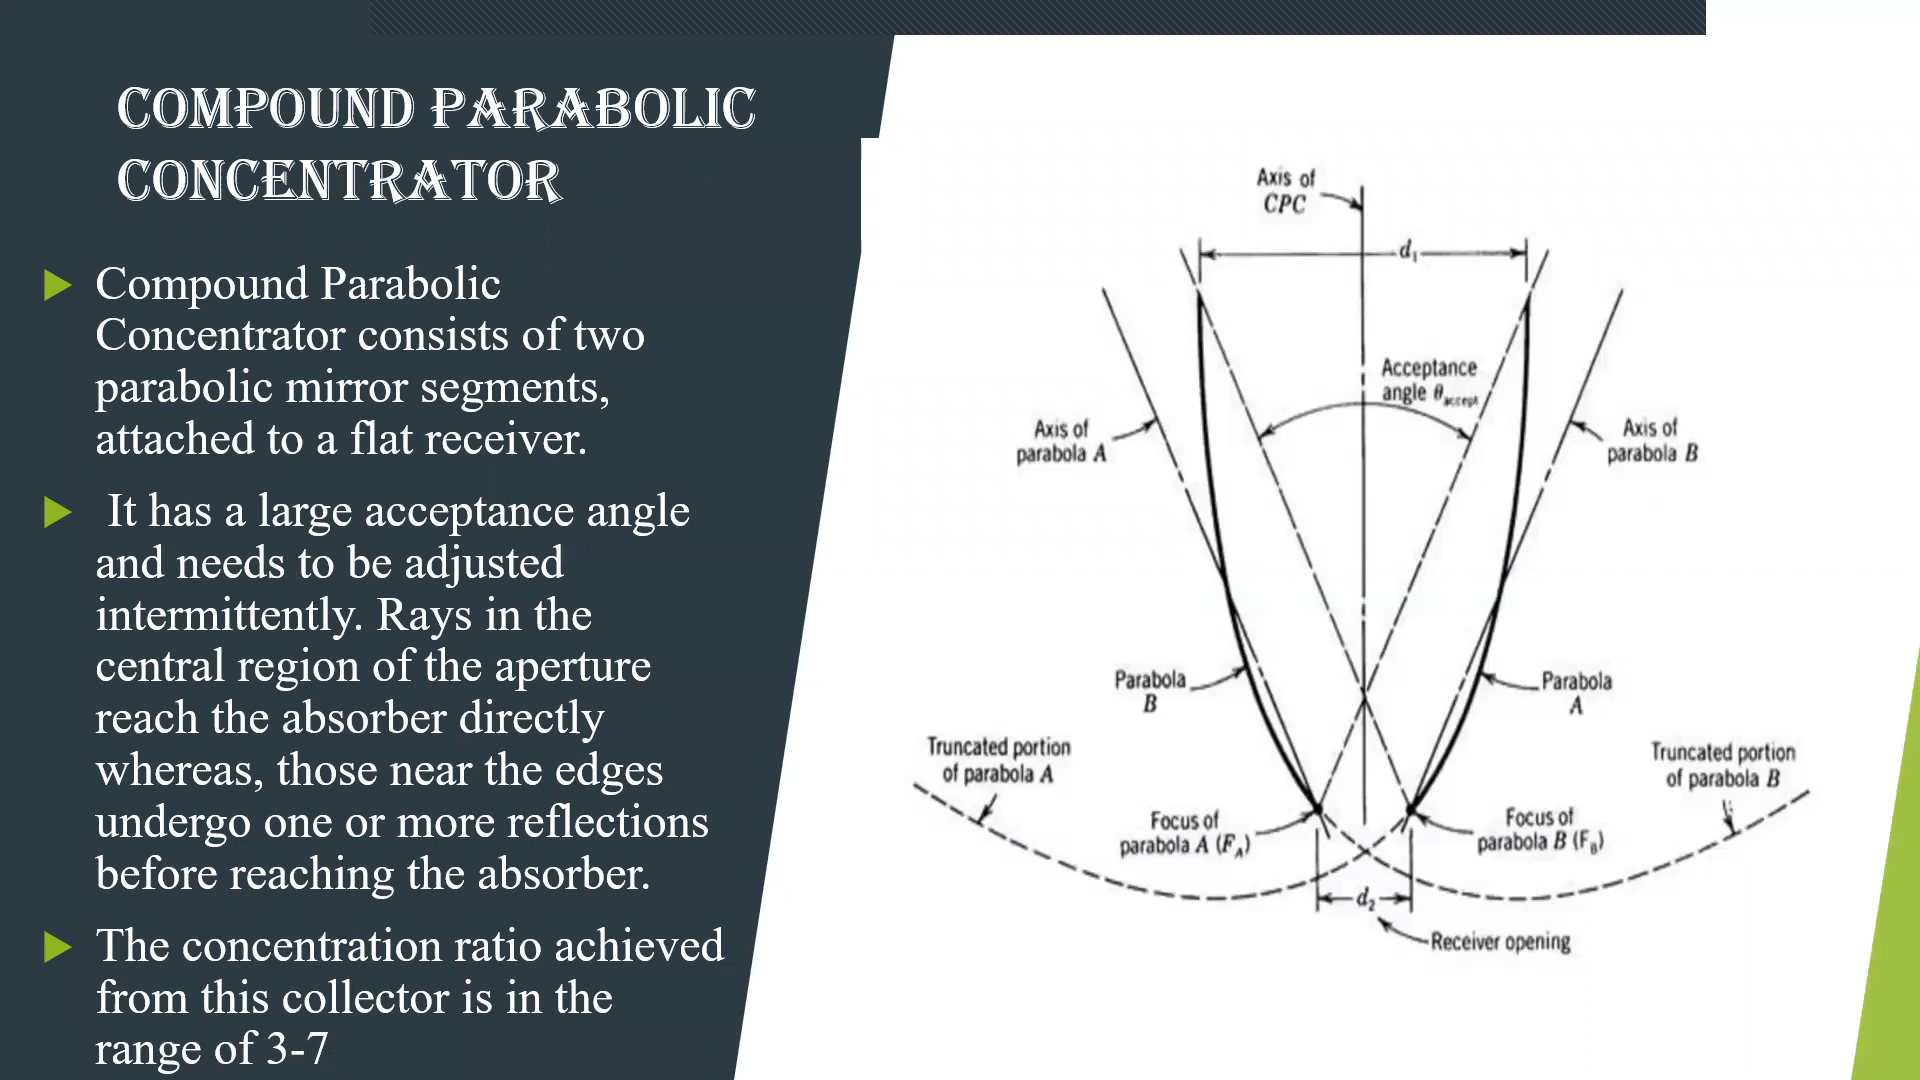 COMPOUND PARABOLIC
CONCENTRATOR
Compound Parabolic
Concentrator consists of two
parabolic mirror segments,
attached to a flat receiver.
It has a large acceptance angle
and needs to be adjusted
intermittently. Rays in the
central region of the aperture
reach the absorber directly
whereas, those near the edges
undergo one or more reflections
before reaching the absorber.
The concentration ratio achieved
from this collector is in the
range of 3-7
Axis of
CPC
d₁
Acceptance
angle θaccept
Axis of
parabola A
Axis of
parabola B
Parabola
B
Parabola
A
Truncated portion
of parabola A
Truncated portion
of parabola B
Focus of
parabola A (FA)
Focus of
parabola B (FB)
d₂
Receiver opening